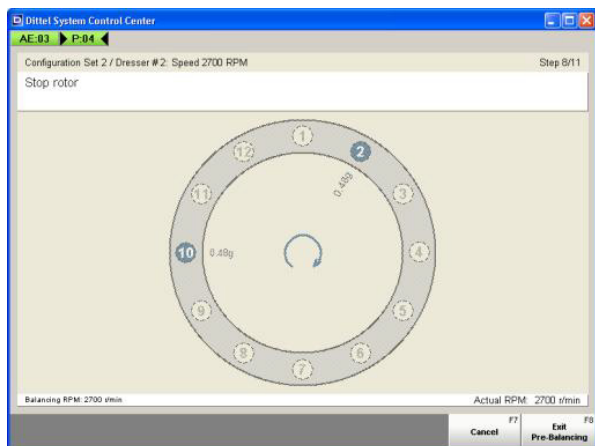 Dittel System Control Center
AE:03 P:04
Configuration Set 2 / Dresser # 2: Speed 2700 RPM Step 8/11
Stop rotor
1
12 2
0.48g
11 3
10 0.48g 4
9 5
8 6
7
Balancing RPM: 2700 r/min Actual RPM: 2700 r/min
F7 F8
Cancel Exit
Pre-Balancing